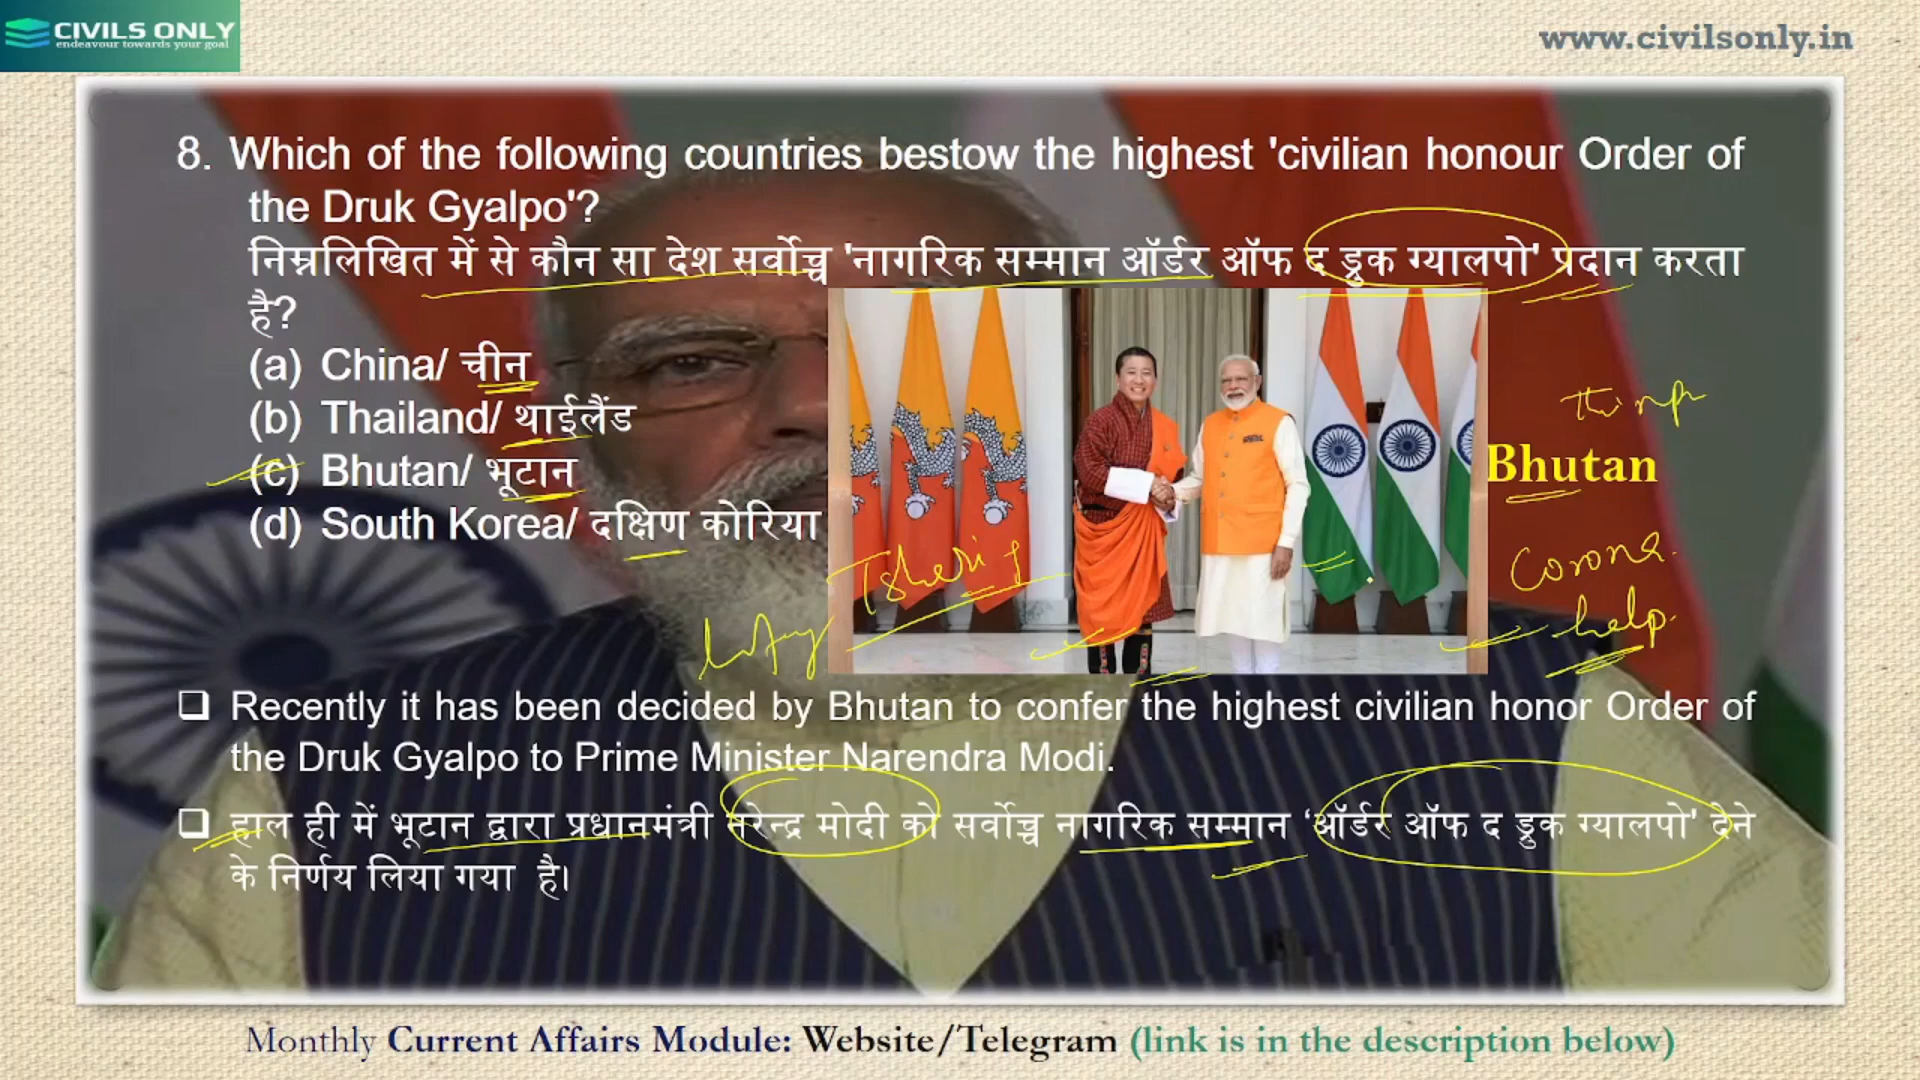 CIVILS ONLY
endeavour towards your goal
www.civilsonly.in
8. Which of the following countries bestow the highest 'civilian honour Order of
the Druk Gyalpo'?
निम्नलिखित में से कौन सा देश सर्वोच्च 'नागरिक सम्मान ऑर्डर ऑफ द ड्रुक ग्यालपो' प्रदान करता
है?
(a) China/ चीन
(b) Thailand/ थाईलैंड
(c) Bhutan/ भूटान
(d) South Korea/ दक्षिण कोरिया
Bhutan
Corona
help.
Recently it has been decided by Bhutan to confer the highest civilian honor Order of
the Druk Gyalpo to Prime Minister Narendra Modi.
हाल ही में भूटान द्वारा प्रधानमंत्री नरेन्द्र मोदी को सर्वोच्च नागरिक सम्मान ‘ऑर्डर ऑफ द ड्रुक ग्यालपो' देने
के निर्णय लिया गया है।
Monthly Current Affairs Module: Website/Telegram (link is in the description below)